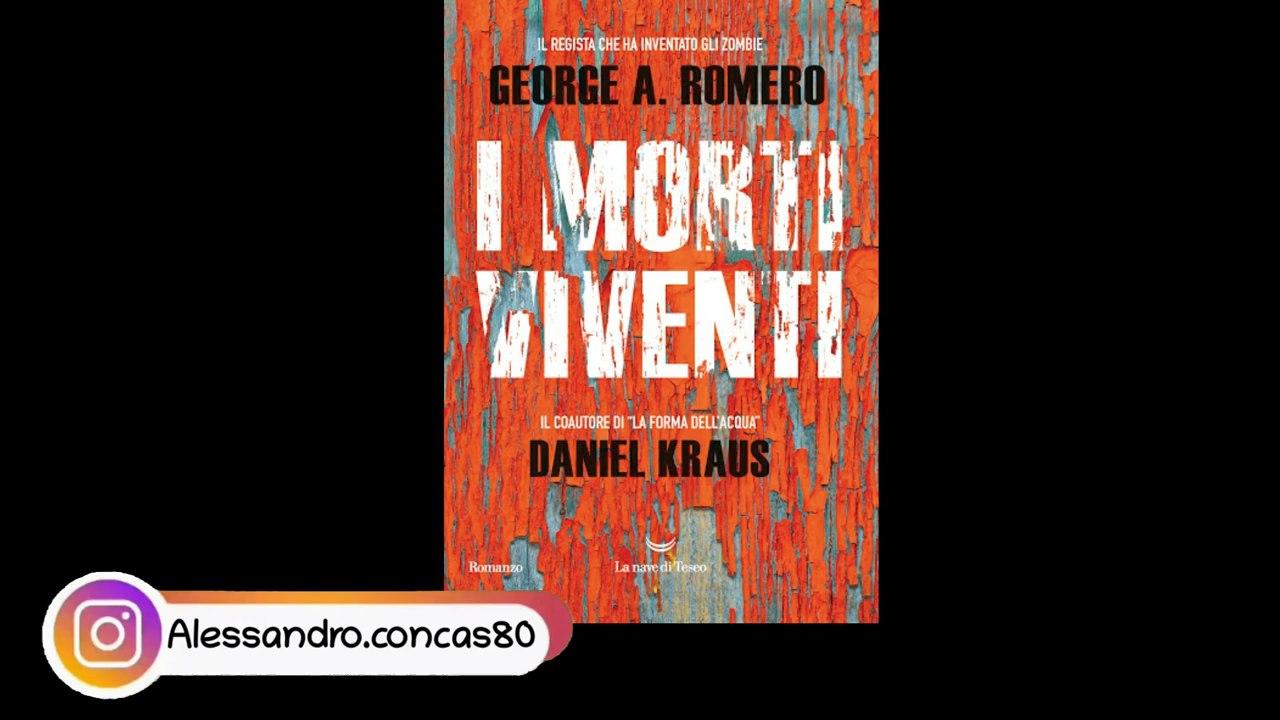 IL REGISTA CHE HA INVENTATO GLI ZOMBIE
GEORGE A. ROMERO
I MORTI
VIVENTI
IL COAUTORE DI "LA FORMA DELL'ACQUA"
DANIEL KRAUS
Romanzo
La nave di Teseo
Alessandro.concas80